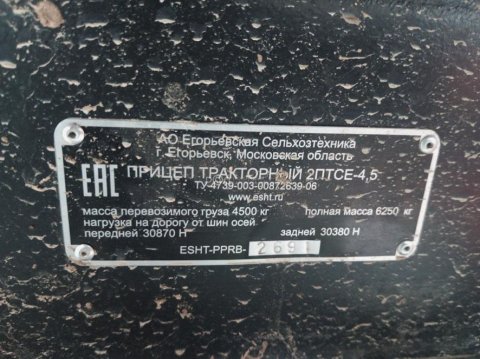 АО Егорьевская Сельхозтехника
г. Егорьевск, Московская область
EAC ПРИЦЕП ТРАКТОРНЫЙ 2ПТСЕ-4,5
ТУ-4739-003-00872639-06
www.esht.ru
масса перевозимого груза 4500 кг полная масса 6250 кг
нагрузка на дорогу от шин осей:
передней 30870 Н задней 30380 Н
ESHT-PPRB- 2691